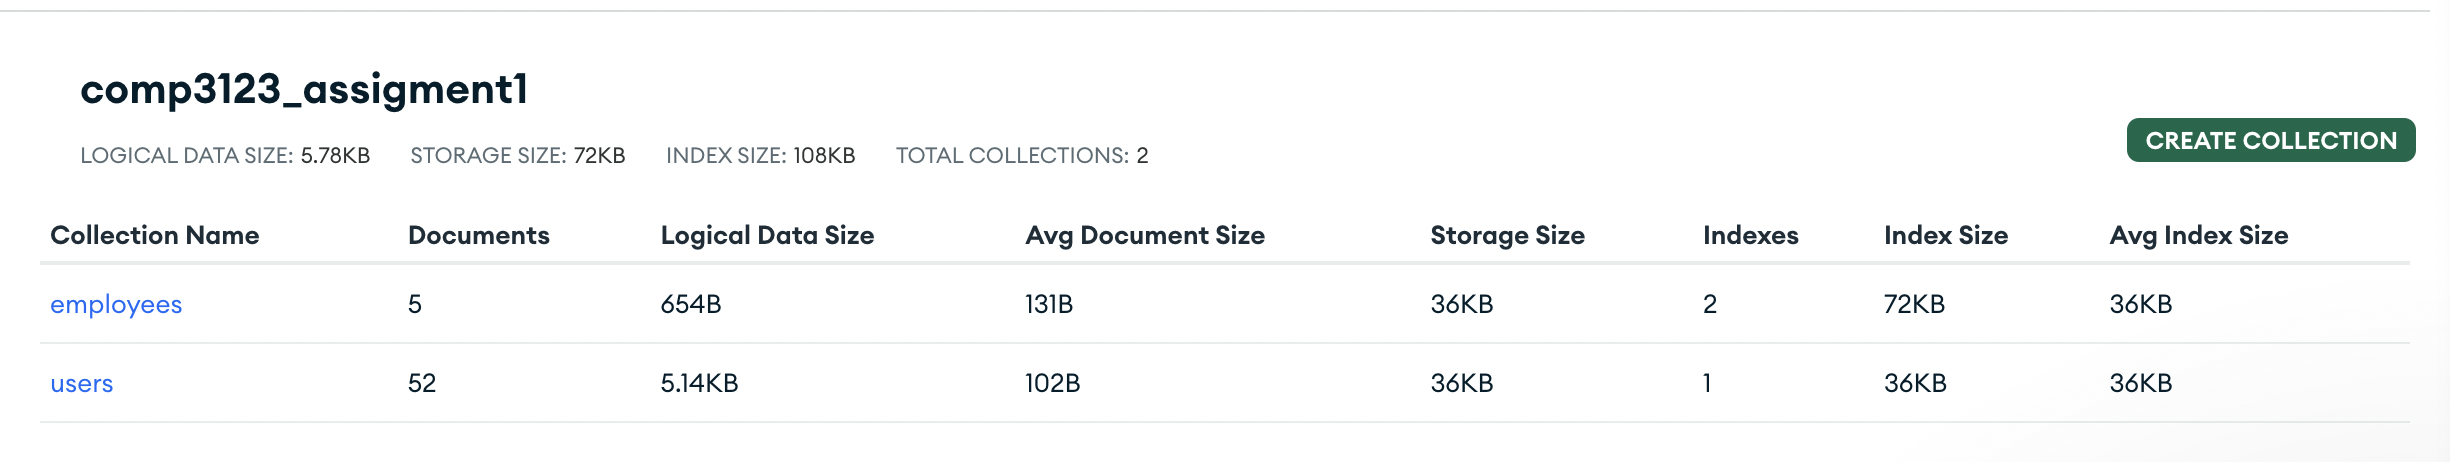 comp3123_assigment1
LOGICAL DATA SIZE: 5.78KB STORAGE SIZE: 72KB INDEX SIZE: 108KB TOTAL COLLECTIONS: 2
CREATE COLLECTION
Collection Name Documents Logical Data Size Avg Document Size Storage Size Indexes Index Size Avg Index Size
employees 5 654B 131B 36KB 2 72KB 36KB
users 52 5.14KB 102B 36KB 1 36KB 36KB